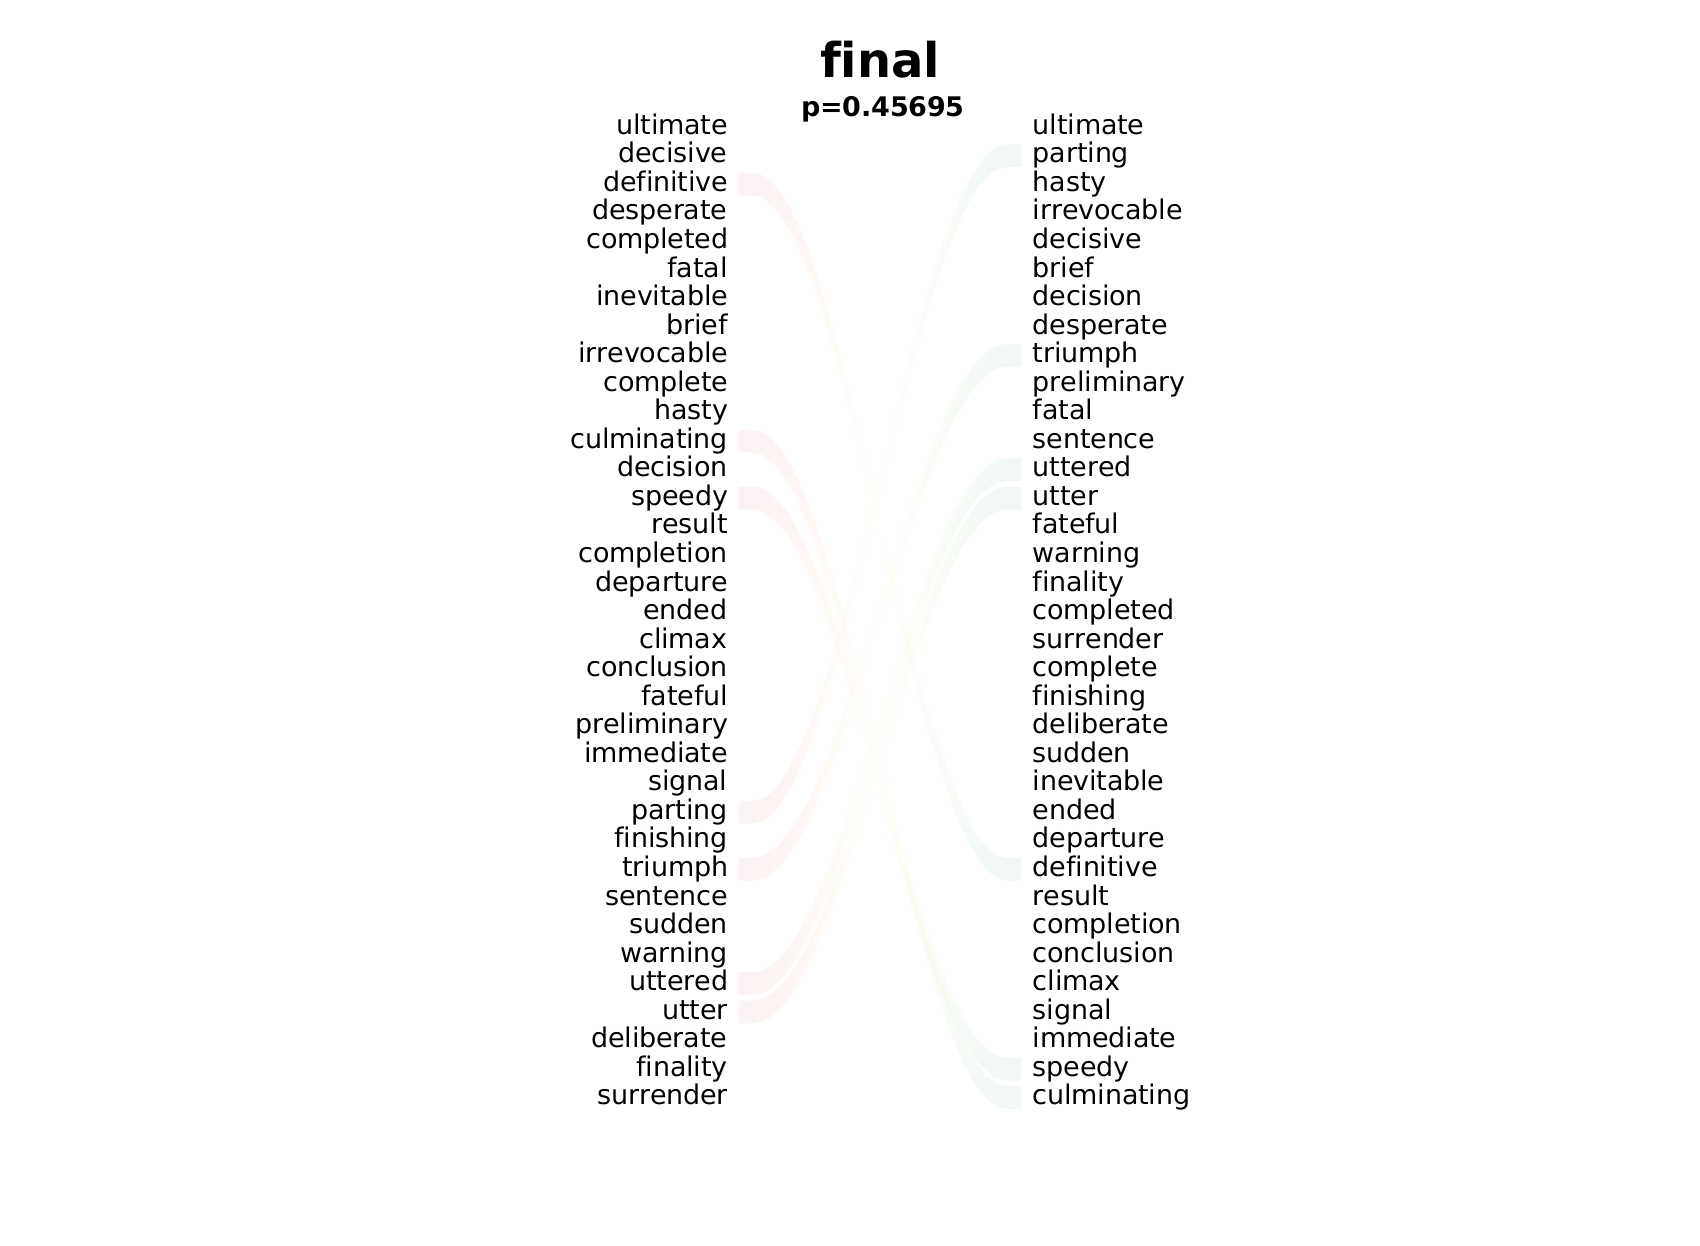 final
p=0.45695
ultimate ultimate
decisive parting
definitive hasty
desperate irrevocable
completed decisive
fatal brief
inevitable decision
brief desperate
irrevocable triumph
complete preliminary
hasty fatal
culminating sentence
decision uttered
speedy utter
result fateful
completion warning
departure finality
ended completed
climax surrender
conclusion complete
fateful finishing
preliminary deliberate
immediate sudden
signal inevitable
parting ended
finishing departure
triumph definitive
sentence result
sudden completion
warning conclusion
uttered climax
utter signal
deliberate immediate
finality speedy
surrender culminating